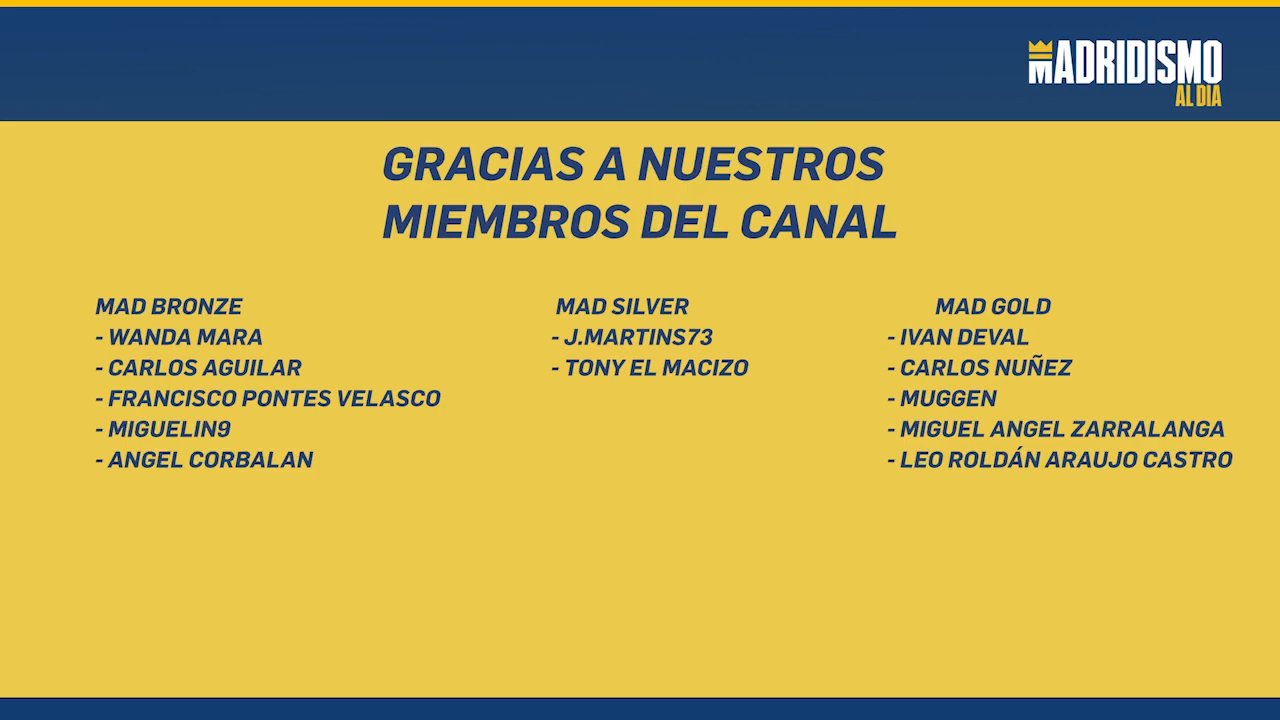 MADRIDISMO
AL DIA
GRACIAS A NUESTROS
MIEMBROS DEL CANAL
MAD BRONZE
- WANDA MARA
- CARLOS AGUILAR
- FRANCISCO PONTES VELASCO
- MIGUELIN9
- ANGEL CORBALAN
MAD SILVER
- J.MARTINS73
- TONY EL MACIZO
MAD GOLD
- IVAN DEVAL
- CARLOS NUÑEZ
- MUGGEN
- MIGUEL ANGEL ZARRALANGA
- LEO ROLDÁN ARAUJO CASTRO